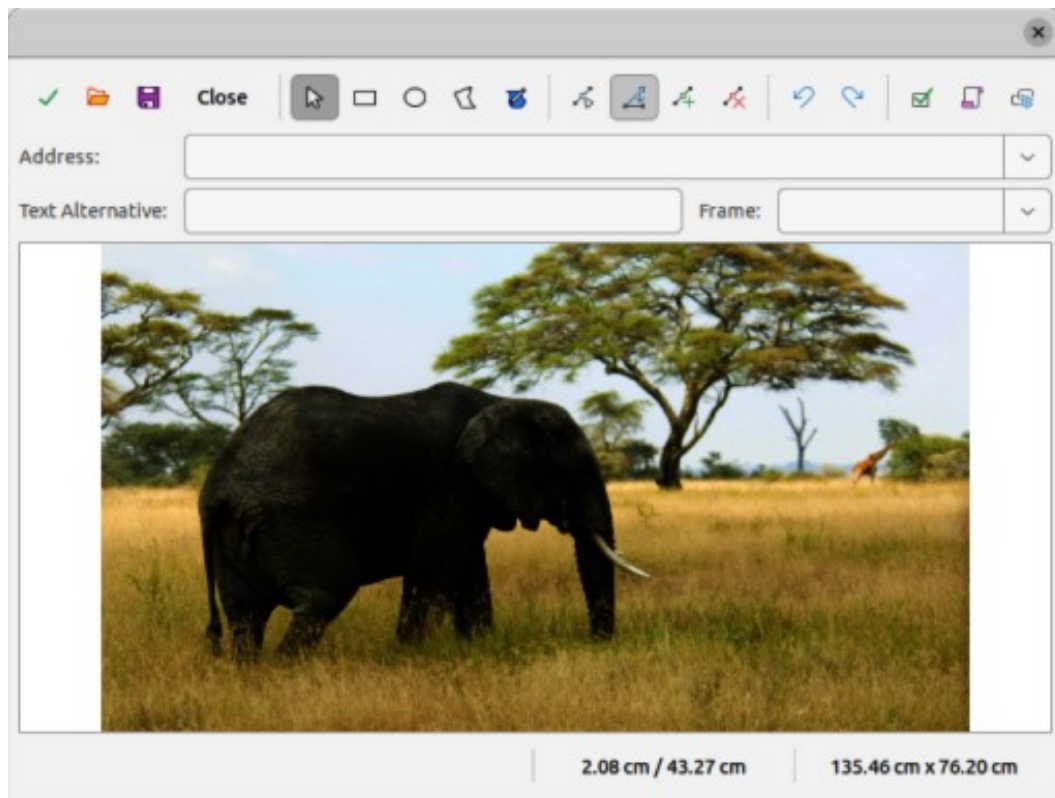 Close
Address:
Text Alternative:
Frame:
2.08 cm / 43.27 cm
135.46 cm x 76.20 cm